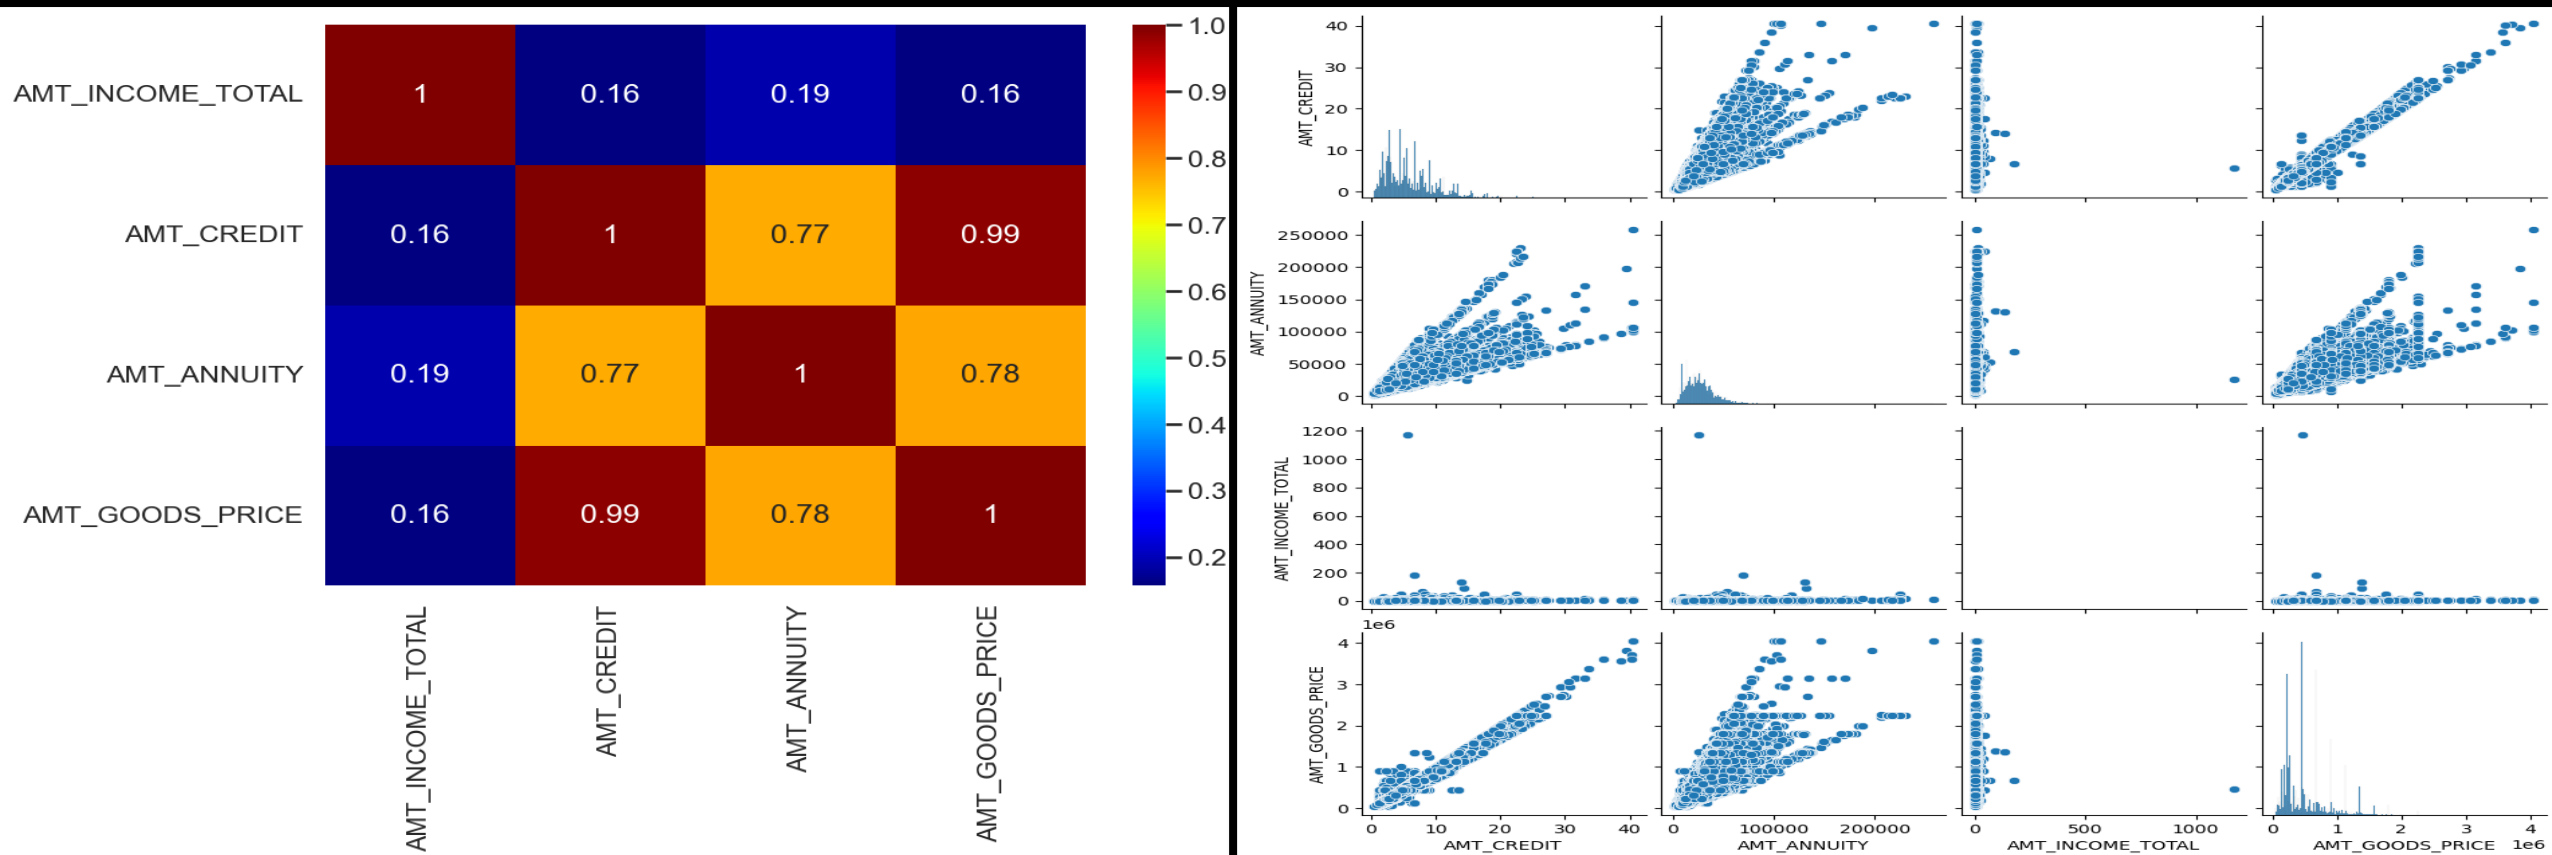 AMT_INCOME_TOTAL 1 0.16 0.19 0.16
AMT_CREDIT 0.16 1 0.77 0.99
AMT_ANNUITY 0.19 0.77 1 0.78
AMT_GOODS_PRICE 0.16 0.99 0.78 1
AMT_INCOME_TOTAL AMT_CREDIT AMT_ANNUITY AMT_GOODS_PRICE
1.0
0.9
0.8
0.7
0.6
0.5
0.4
0.3
0.2
AMT_CREDIT
40
30
20
10
0
AMT_ANNUITY
250000
200000
150000
100000
50000
0
AMT_INCOME_TOTAL
1200
1000
800
600
400
200
0
1e6
AMT_GOODS_PRICE
4
3
2
1
0
0 10 20 30 40 0 100000 200000 0 500 1000 0 1 2 3 4
AMT_CREDIT AMT_ANNUITY AMT_INCOME_TOTAL AMT_GOODS_PRICE 1e6